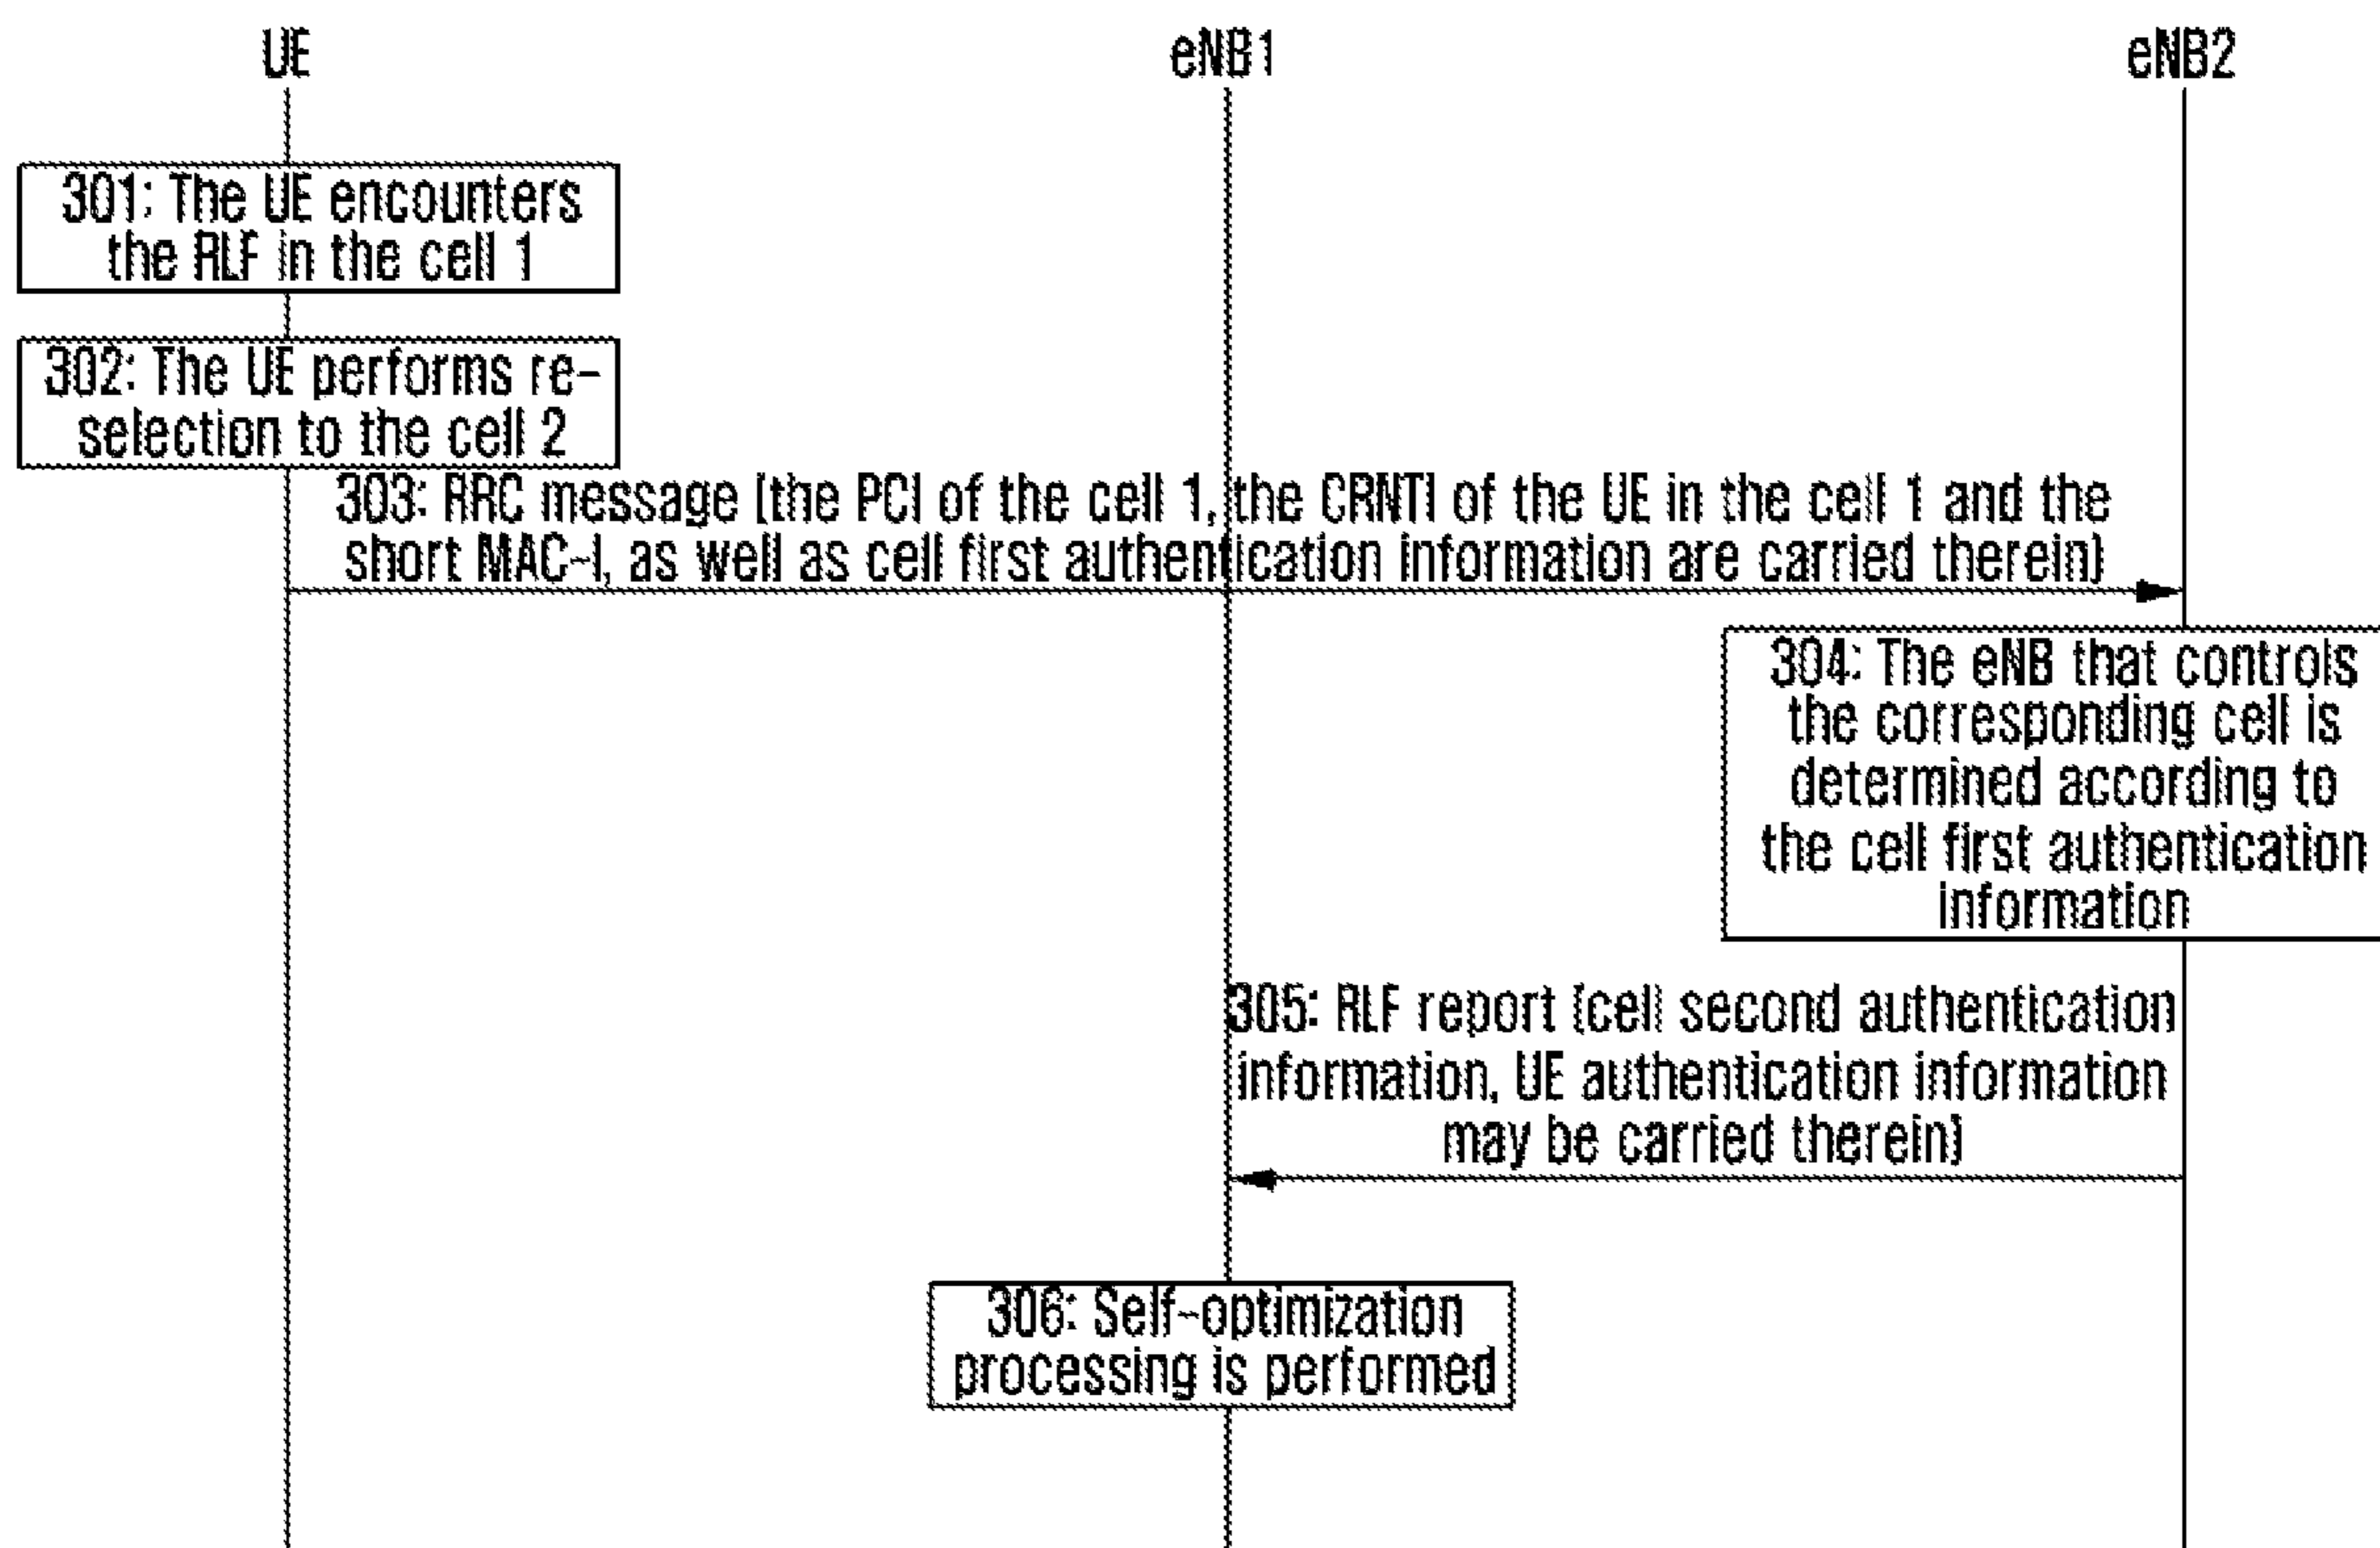 UE
eNB1
eNB2
301: The UE encounters
the RLF in the cell 1
302: The UE performs re-
selection to the cell 2
303: RRC message (the PCI of the cell 1, the CRNTI of the UE in the cell 1 and the
short MAC-I, as well as cell first authentication information are carried therein)
304: The eNB that controls
the corresponding cell is
determined according to
the cell first authentication
information
305: RLF report (cell second authentication
information, UE authentication information
may be carried therein)
306: Self-optimization
processing is performed